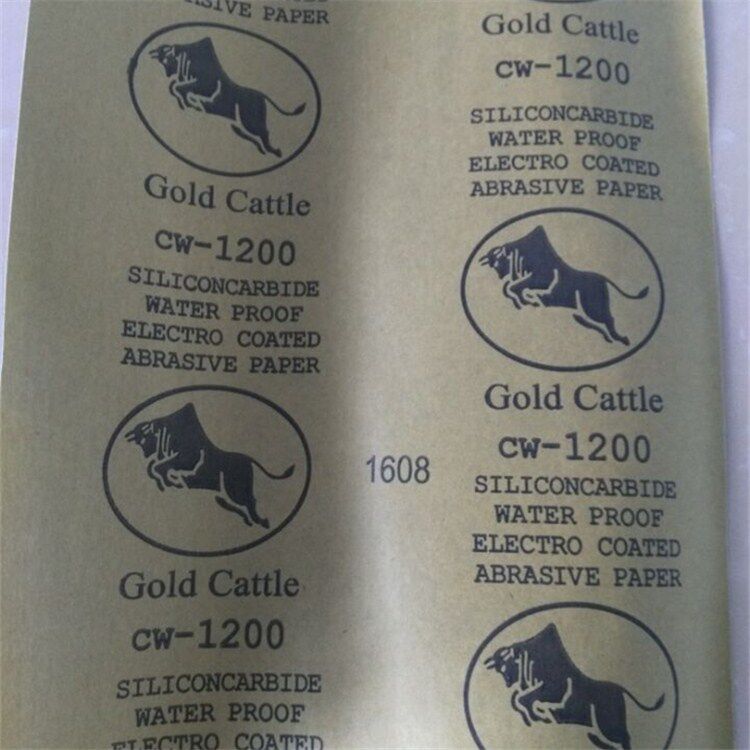 ABRASIVE PAPER
Gold Cattle
CW-1200
SILICONCARBIDE
WATER PROOF
ELECTRO COATED
ABRASIVE PAPER
Gold Cattle
CW-1200
SILICONCARBIDE
WATER PROOF
ELECTRO COATED
1608
Gold Cattle
CW-1200
SILICONCARBIDE
WATER PROOF
ELECTRO COATED
ABRASIVE PAPER
Gold Cattle
CW-1200
SILICONCARBIDE
WATER PROOF
ELECTRO COATED
ABRASIVE PAPER